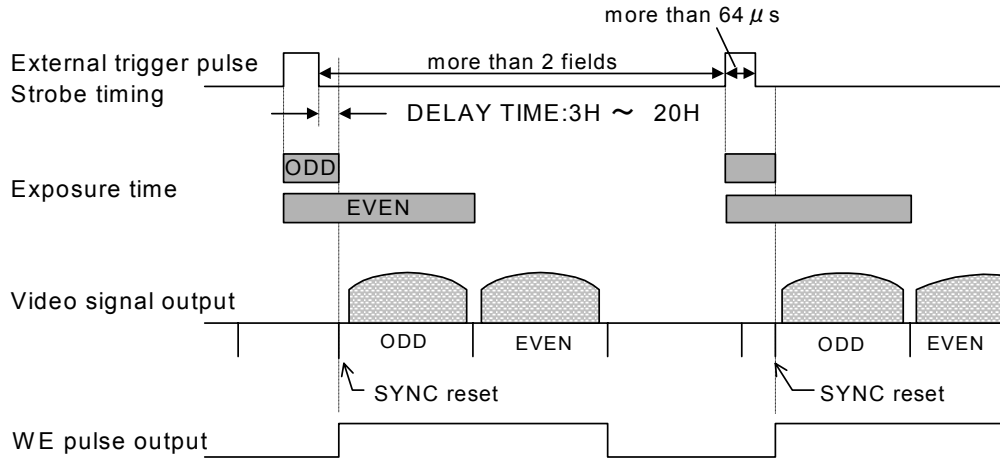 more than 64 μs
External trigger pulse
more than 2 fields
Strobe timing
DELAY TIME:3H ～ 20H
ODD
Exposure time
EVEN
Video signal output
ODD
EVEN
ODD
EVEN
SYNC reset
SYNC reset
WE pulse output